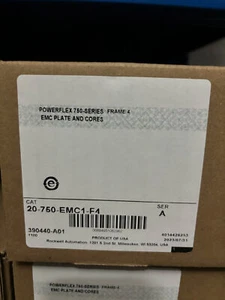 POWERFLEX 750-SERIES FRAME 4
EMC PLATE AND CORES
CAT
20-750-EMC1-F4
SER
A
390440-A01
PRODUCT OF USA
Rockwell Automation, 1201 S 2nd St. Milwaukee, WI 53204, USA